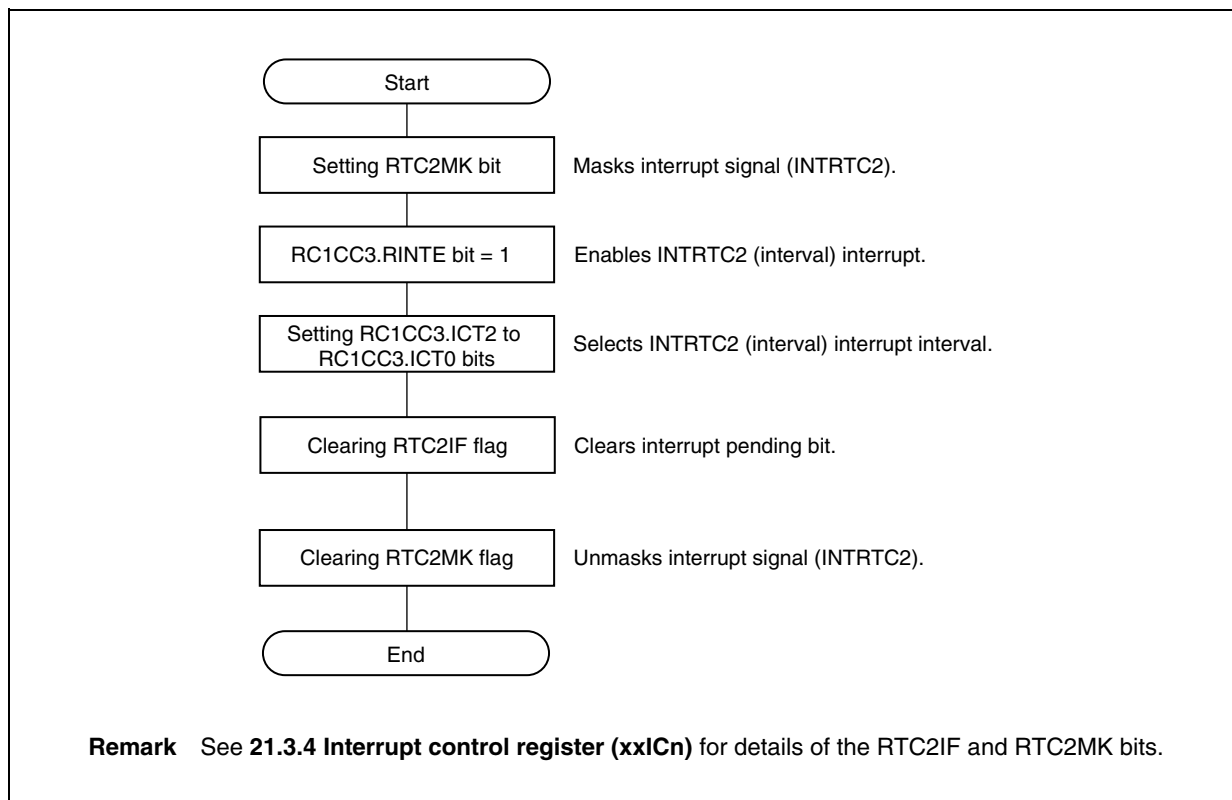 Start
Setting RTC2MK bit
Masks interrupt signal (INTRTC2).
RC1CC3.RINTE bit = 1
Enables INTRTC2 (interval) interrupt.
Setting RC1CC3.ICT2 to
RC1CC3.ICT0 bits
Selects INTRTC2 (interval) interrupt interval.
Clearing RTC2IF flag
Clears interrupt pending bit.
Clearing RTC2MK flag
Unmasks interrupt signal (INTRTC2).
End
Remark See 21.3.4 Interrupt control register (xxICn) for details of the RTC2IF and RTC2MK bits.